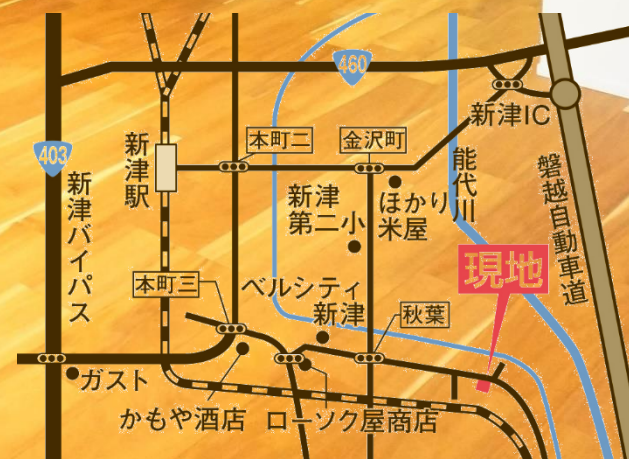 460
403
新津IC
本町二
金沢町
新津駅
能代川
磐越自動車道
新津バイパス
新津
第二小
ほかり
米屋
現地
本町三
ベルシティ
新津
秋葉
ガスト
かもや酒店
ローソク屋商店